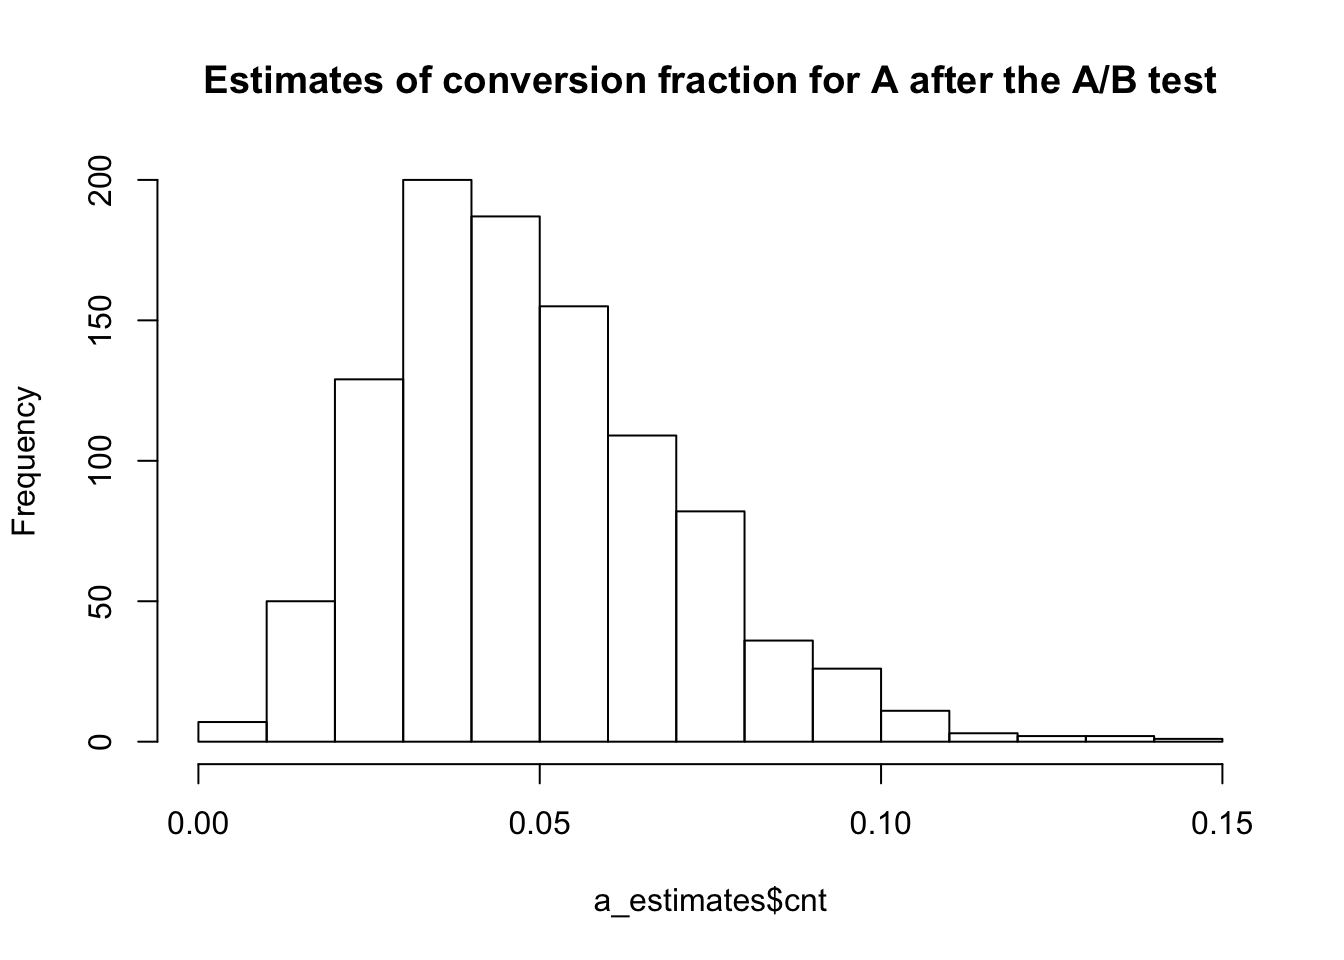 Estimates of conversion fraction for A after the A/B test
Frequency
200
150
100
50
0
0.00 0.05 0.10 0.15
a_estimates$cnt